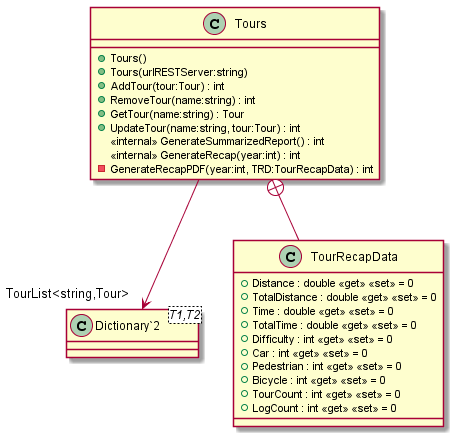 C Tours
Tours()
Tours(urlRESTServer:string)
AddTour(tour:Tour) : int
RemoveTour(name:string) : int
GetTour(name:string) : Tour
UpdateTour(name:string, tour:Tour) : int
«internal» GenerateSummarizedReport() : int
«internal» GenerateRecap(year:int) : int
GenerateRecapPDF(year:int, TRD:TourRecapData) : int
TourList<string,Tour>
C Dictionary`2 T1,T2
C TourRecapData
Distance : double «get» «set» = 0
TotalDistance : double «get» «set» = 0
Time : double «get» «set» = 0
TotalTime : double «get» «set» = 0
Difficulty : int «get» «set» = 0
Car : int «get» «set» = 0
Pedestrian : int «get» «set» = 0
Bicycle : int «get» «set» = 0
TourCount : int «get» «set» = 0
LogCount : int «get» «set» = 0